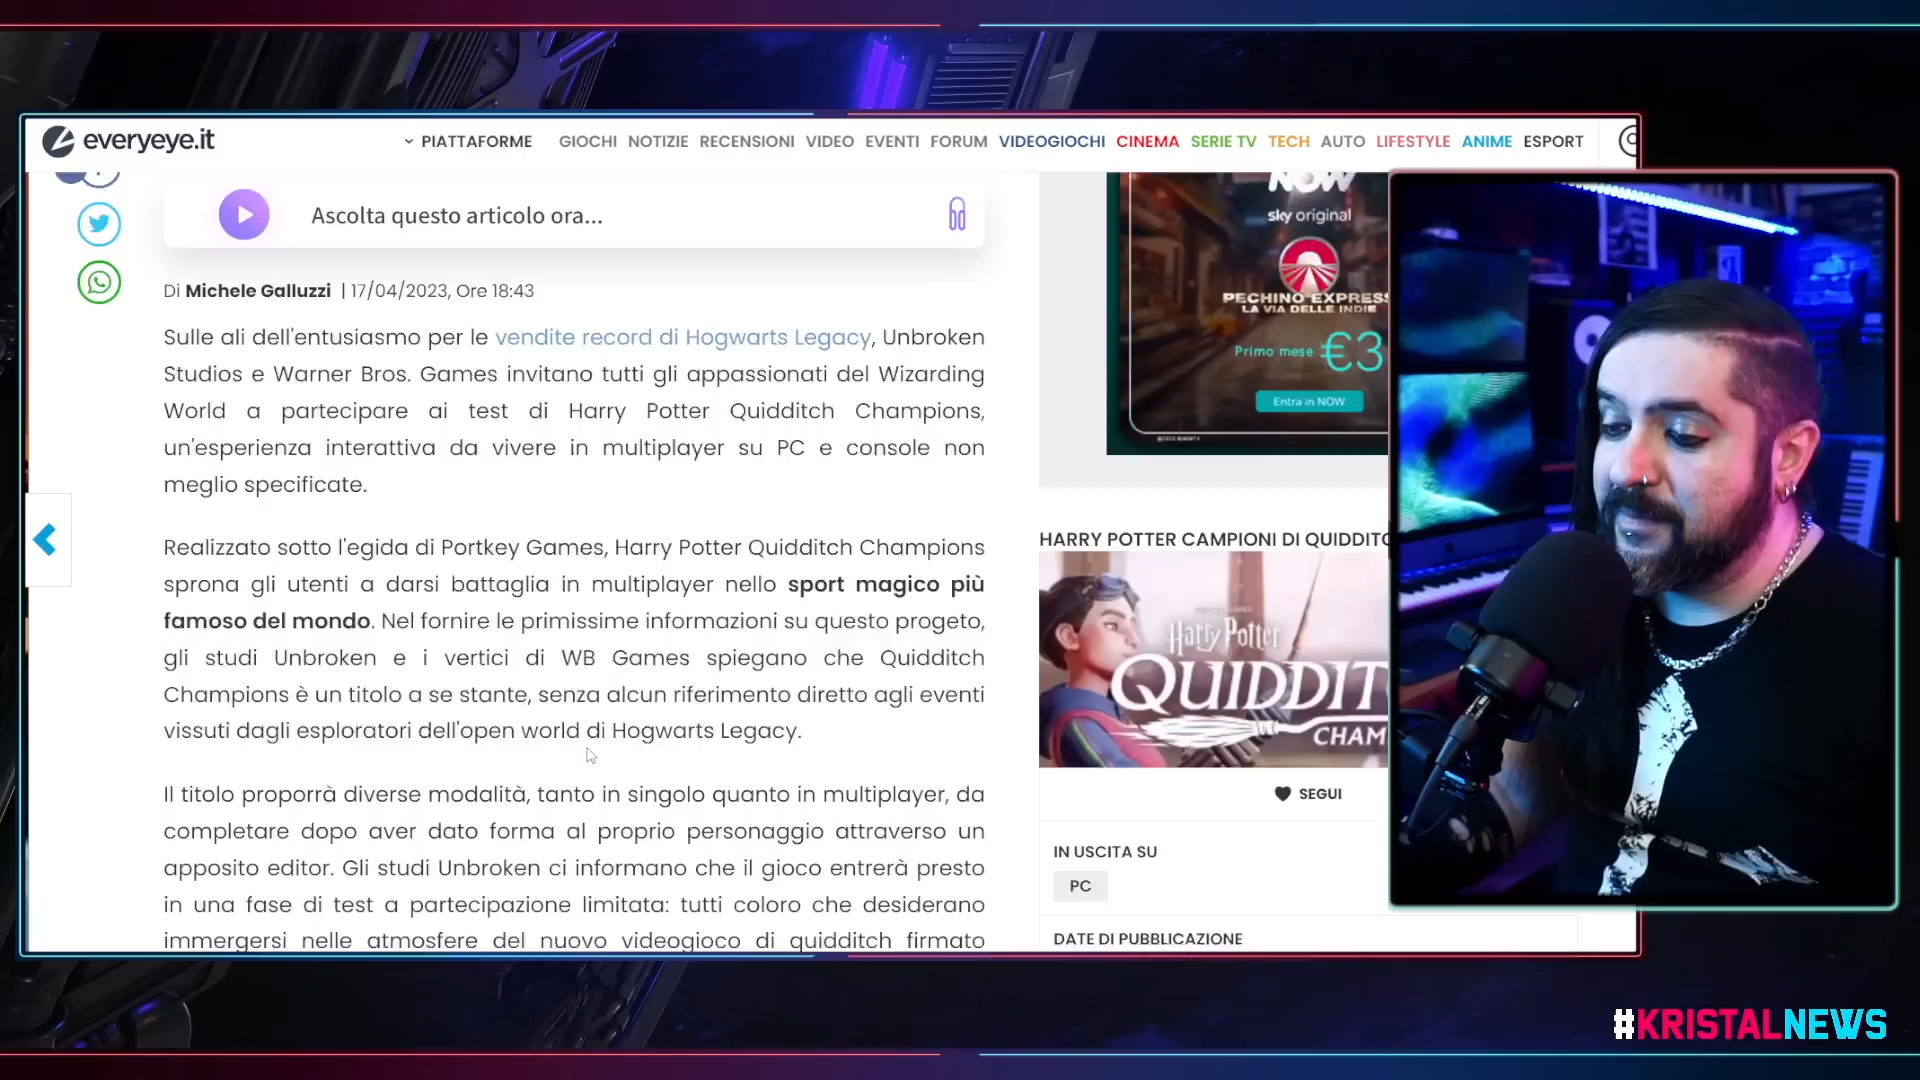 everyeye.it
PIATTAFORME GIOCHI NOTIZIE RECENSIONI VIDEO EVENTI FORUM VIDEOGIOCHI CINEMA SERIE TV TECH AUTO LIFESTYLE ANIME ESPORT
Ascolta questo articolo ora...
Di Michele Galluzzi | 17/04/2023, Ore 18:43
Sulle ali dell'entusiasmo per le vendite record di Hogwarts Legacy, Unbroken
Studios e Warner Bros. Games invitano tutti gli appassionati del Wizarding
World a partecipare ai test di Harry Potter Quidditch Champions,
un'esperienza interattiva da vivere in multiplayer su PC e console non
meglio specificate.
Realizzato sotto l'egida di Portkey Games, Harry Potter Quidditch Champions
sprona gli utenti a darsi battaglia in multiplayer nello sport magico più
famoso del mondo. Nel fornire le primissime informazioni su questo progeto,
gli studi Unbroken e i vertici di WB Games spiegano che Quidditch
Champions è un titolo a se stante, senza alcun riferimento diretto agli eventi
vissuti dagli esploratori dell'open world di Hogwarts Legacy.
Il titolo proporrà diverse modalità, tanto in singolo quanto in multiplayer, da
completare dopo aver dato forma al proprio personaggio attraverso un
apposito editor. Gli studi Unbroken ci informano che il gioco entrerà presto
in una fase di test a partecipazione limitata: tutti coloro che desiderano
immergersi nelle atmosfere del nuovo videogioco di quidditch firmato
NOW
sky original
PECHINO EXPRESS
LA VIA DELLE INDIE
Primo mese €3
Entra in NOW
HARRY POTTER CAMPIONI DI QUIDDITC
Harry Potter
QUIDDIT
CHAM
SEGUI
IN USCITA SU
PC
DATE DI PUBBLICAZIONE
#KRISTALNEWS